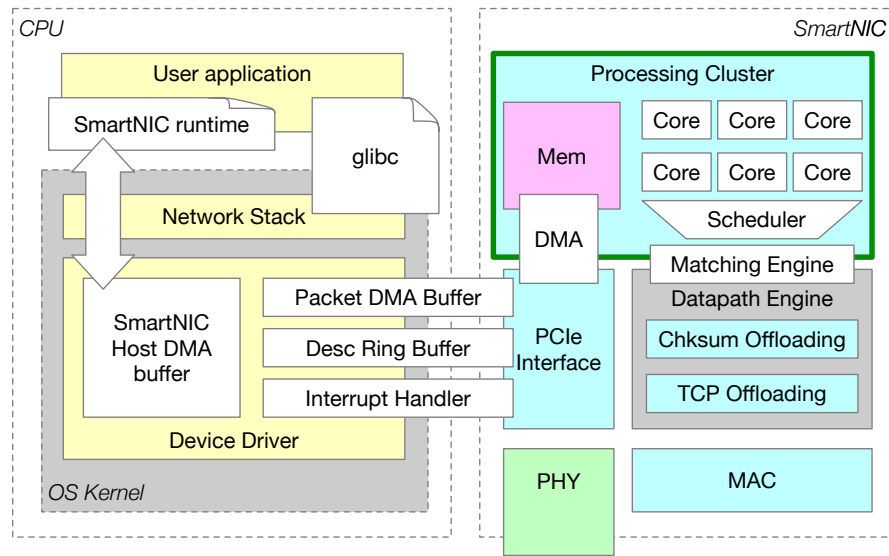 CPU
User application
SmartNIC runtime
glibc
Network Stack
SmartNIC
Host DMA
buffer
Packet DMA Buffer
Desc Ring Buffer
Interrupt Handler
Device Driver
OS Kernel
SmartNIC
Processing Cluster
Mem
Core Core Core
Core Core Core
Scheduler
DMA
Matching Engine
Datapath Engine
PCIe
Interface
Chksum Offloading
TCP Offloading
PHY
MAC